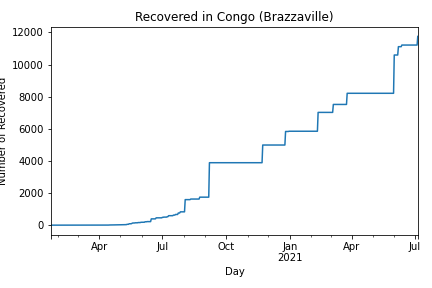 Recovered in Congo (Brazzaville)
Number of Recovered
12000
10000
8000
6000
4000
2000
0
Apr Jul Oct Jan Apr Jul
2021
Day